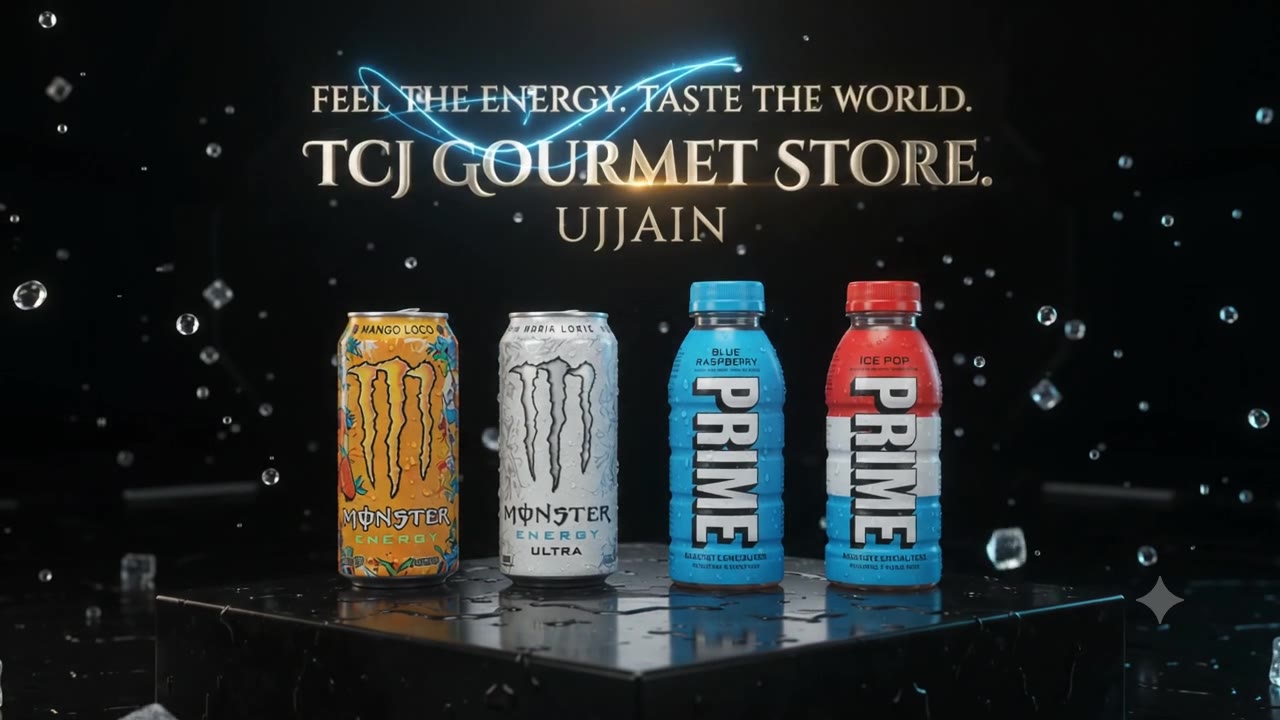 FEEL THE ENERGY. TASTE THE WORLD.
TCJ GOURMET STORE.
UJJAIN
MANGO LOCO
MONSTER
ENERGY
MONSTER
ENERGY
ULTRA
BLUE
RASPBERRY
PRIME
ICE POP
PRIME